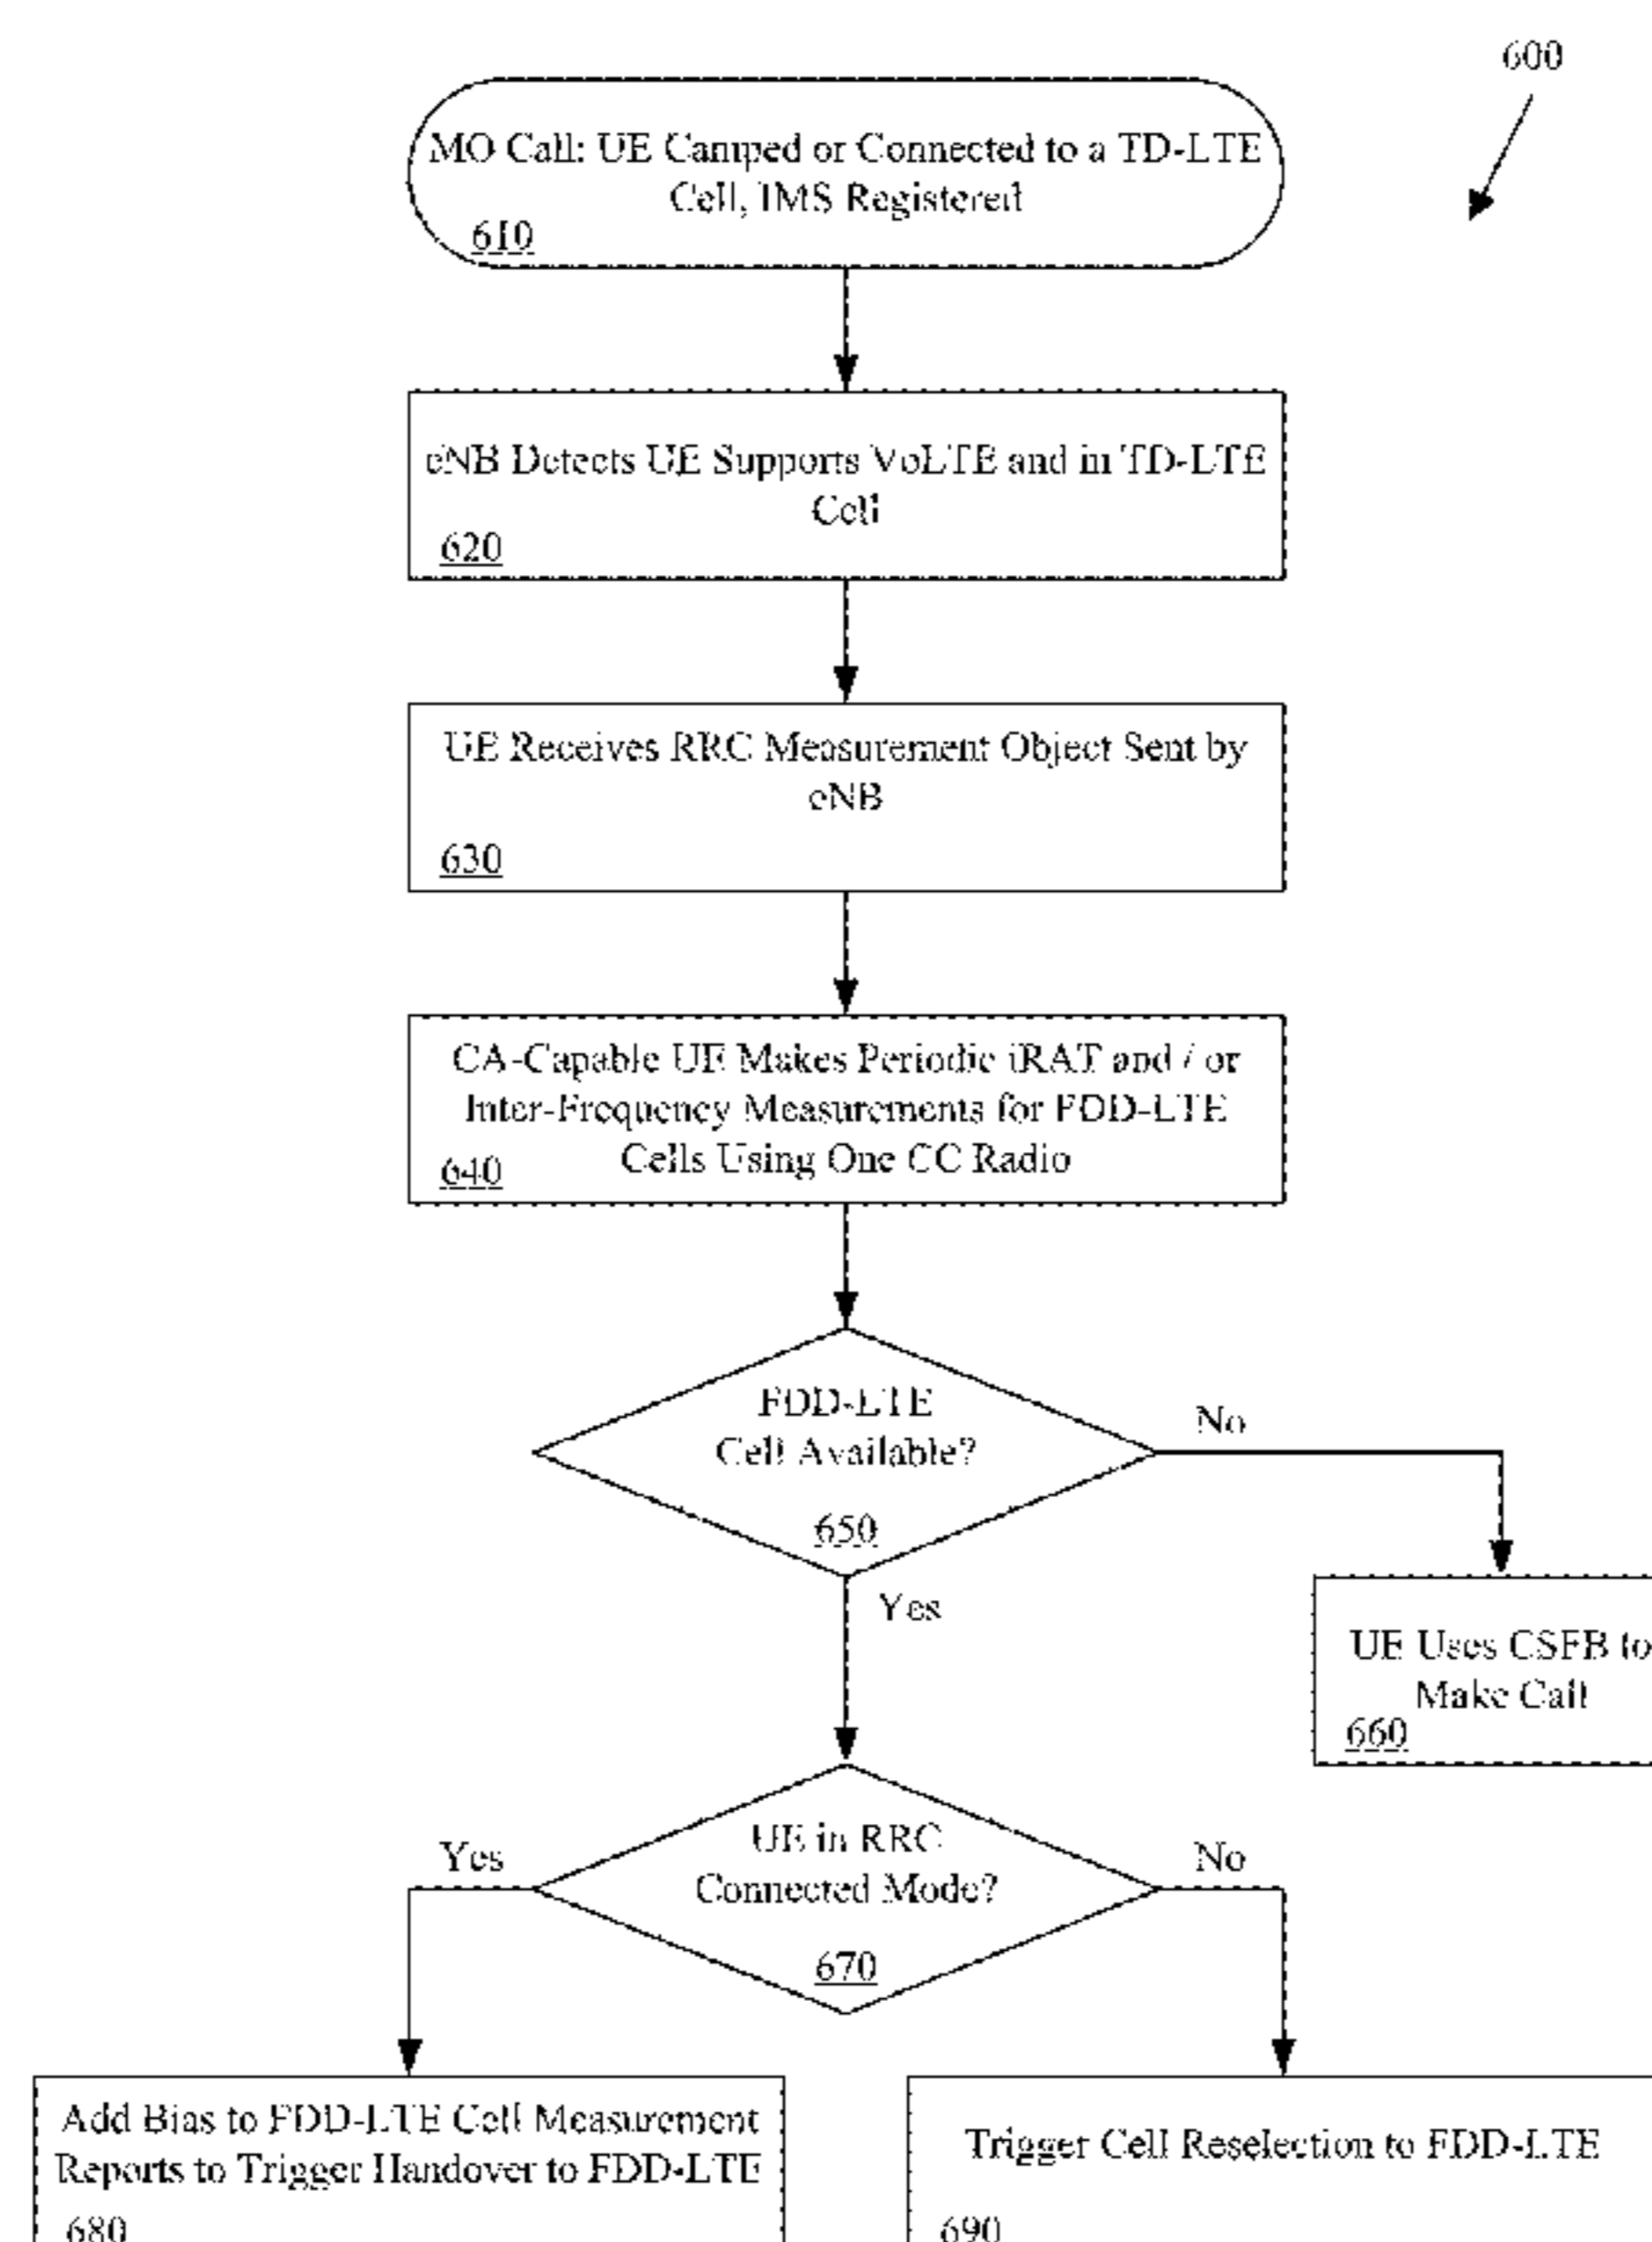 600
MO Call: UE Camped or Connected to a TD-LTE
Cell, IMS Registered
610
eNB Detects UE Supports VoLTE and in TD-LTE
Cell
620
UE Receives RRC Measurement Object Sent by
eNB
630
CA-Capable UE Makes Periodic iRAT and / or
Inter-Frequency Measurements for FDD-LTE
Cells Using One CC Radio
640
FDD-LTE
Cell Available?
650
No
Yes
UE Uses CSFB to
Make Call
660
UE in RRC
Connected Mode?
670
Yes
No
Add Bias to FDD-LTE Cell Measurement
Reports to Trigger Handover to FDD-LTE
680
Trigger Cell Reselection to FDD-LTE
690